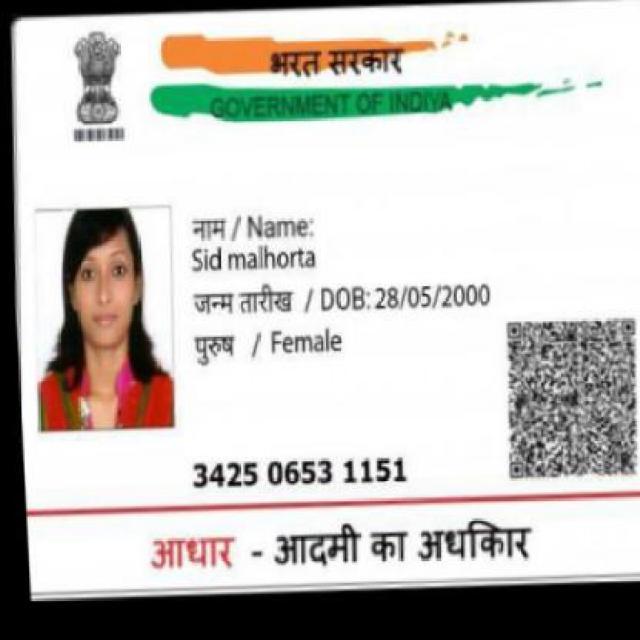 भरत सरकार
GOVERNMENT OF INDIYA
नाम / Name:
Sid malhorta
जन्म तारीख / DOB: 28/05/2000
पुरुष / Female
3425 0653 1151
आधार - आदमी का अधकिार